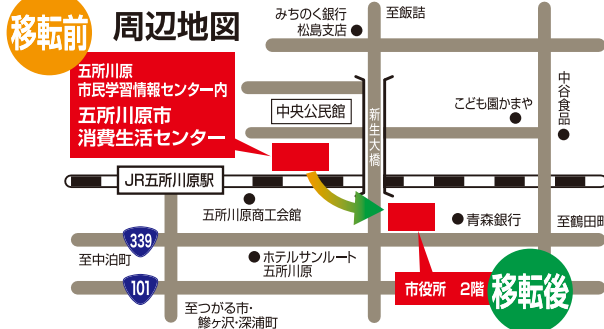 移転前
周辺地図
みちのく銀行
松島支店
至飯詰
五所川原
市民学習情報センター内
五所川原市
消費生活センター
中央公民館
新生大橋
こども園かまや
中谷食品
JR五所川原駅
五所川原商工会館
青森銀行
至鶴田町
339
至中泊町
ホテルサンルート
五所川原
101
市役所 2階
移転後
至つがる市・
鰺ヶ沢・深浦町